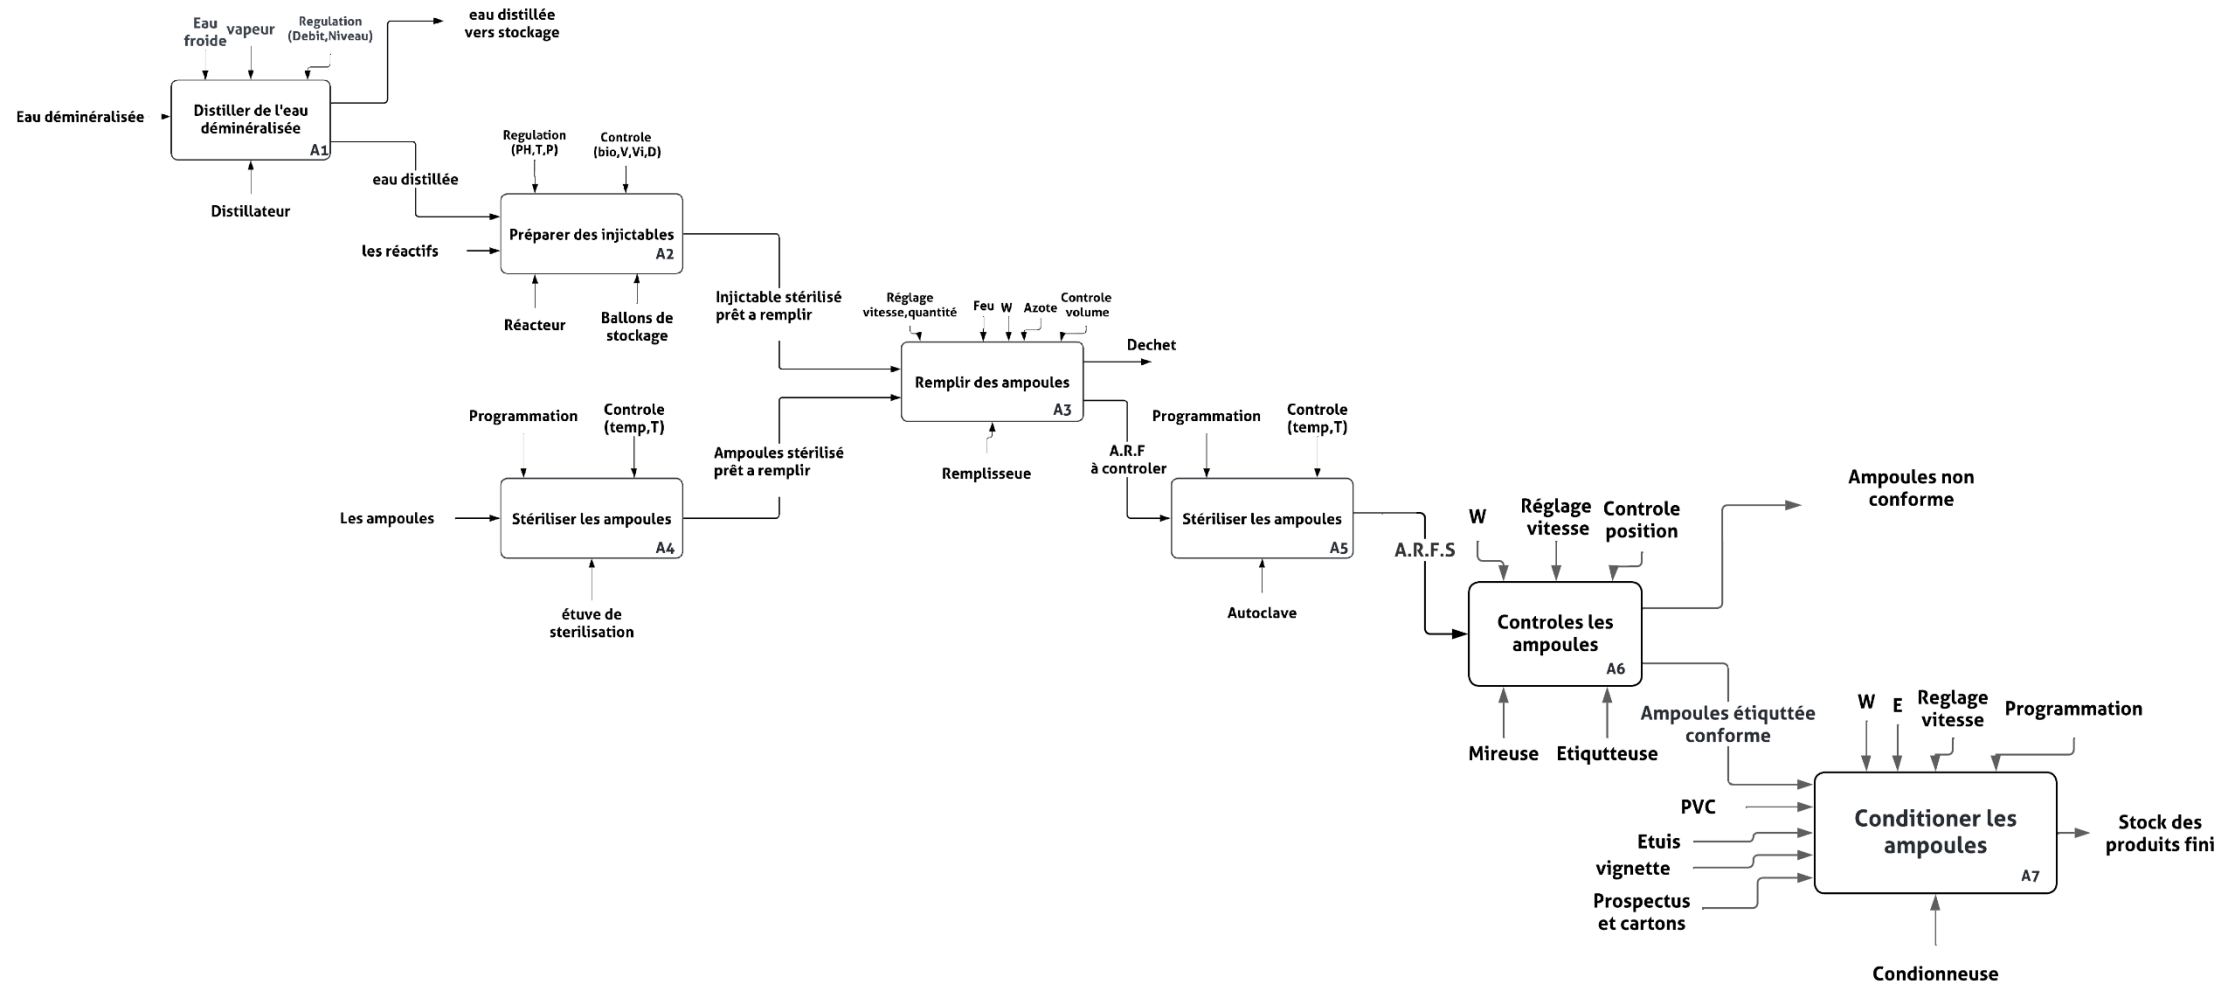 Eau
froide
vapeur
Regulation
(Debit,Niveau)
eau distillée
vers stockage
Eau déminéralisée
Distiller de l'eau
déminéralisée
A1
Distillateur
eau distillée
Regulation
(PH,T,P)
Controle
(bio,V,Vi,D)
les réactifs
Préparer des injictables
A2
Réacteur
Ballons de
stockage
Injictable stérilisé
prêt a remplir
Réglage
vitesse,quantité
Feu
W
Azote
Controle
volume
Remplir des ampoules
A3
Dechet
Remplisseue
Programmation
Controle
(temp,T)
Ampoules stérilisé
prêt a remplir
Les ampoules
Stériliser les ampoules
A4
étuve de
sterilisation
A.R.F
à controler
Programmation
Controle
(temp,T)
Stériliser les ampoules
A5
Autoclave
A.R.F.S
W
Réglage
vitesse
Controle
position
Ampoules non
conforme
Controles les
ampoules
A6
Mireuse
Etiqutteuse
Ampoules étiquttée
conforme
W
E
Reglage
vitesse
Programmation
PVC
Etuis
vignette
Prospectus
et cartons
Conditioner les
ampoules
A7
Stock des
produits fini
Condionneuse